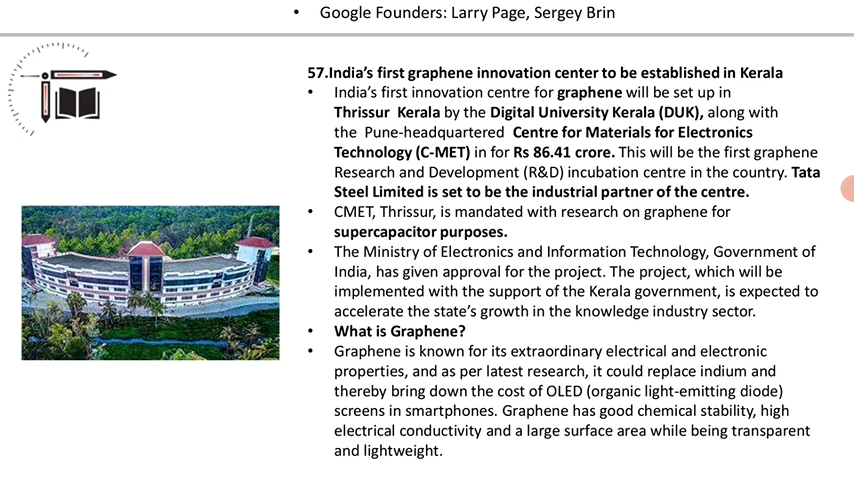 • Google Founders: Larry Page, Sergey Brin
57.India’s first graphene innovation center to be established in Kerala
• India’s first innovation centre for graphene will be set up in
Thrissur Kerala by the Digital University Kerala (DUK), along with
the Pune-headquartered Centre for Materials for Electronics
Technology (C-MET) in for Rs 86.41 crore. This will be the first graphene
Research and Development (R&D) incubation centre in the country. Tata
Steel Limited is set to be the industrial partner of the centre.
• CMET, Thrissur, is mandated with research on graphene for
supercapacitor purposes.
• The Ministry of Electronics and Information Technology, Government of
India, has given approval for the project. The project, which will be
implemented with the support of the Kerala government, is expected to
accelerate the state’s growth in the knowledge industry sector.
• What is Graphene?
• Graphene is known for its extraordinary electrical and electronic
properties, and as per latest research, it could replace indium and
thereby bring down the cost of OLED (organic light-emitting diode)
screens in smartphones. Graphene has good chemical stability, high
electrical conductivity and a large surface area while being transparent
and lightweight.